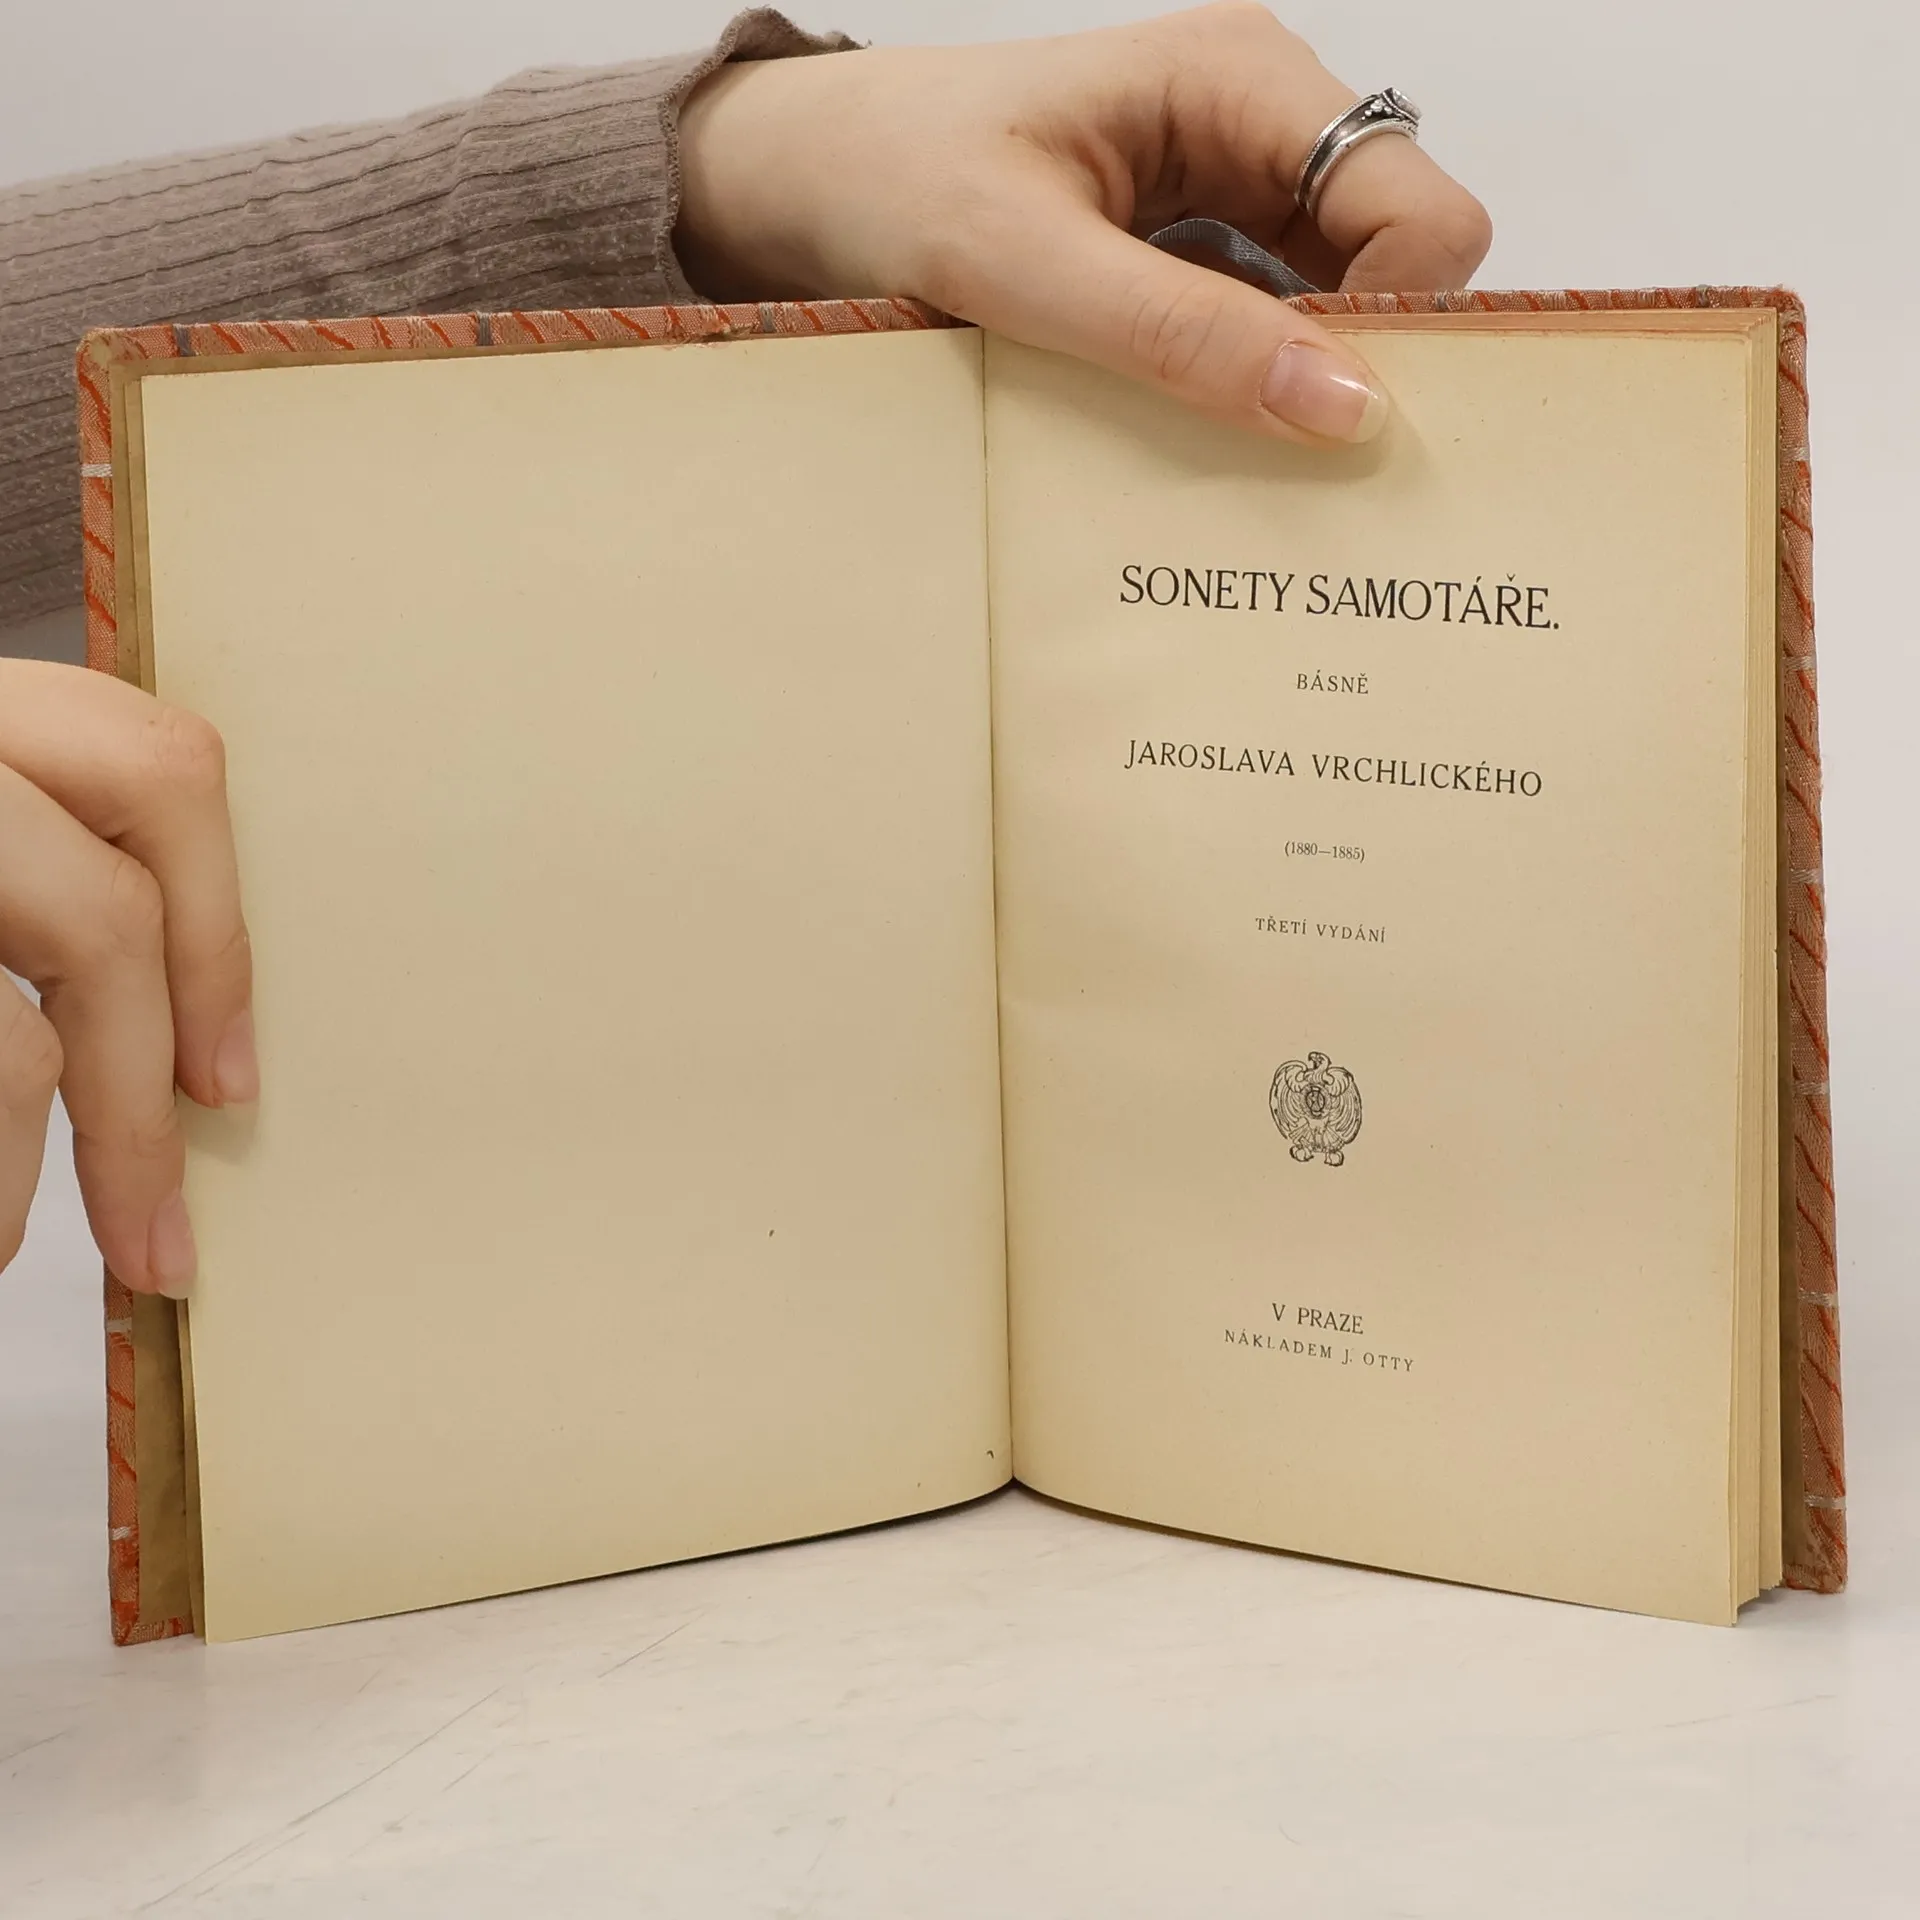 SONETY SAMOTÁŘE.
BÁSNĚ
JAROSLAVA VRCHLICKÉHO
(1880—1885)
TŘETÍ VYDÁNÍ
V PRAZE
NÁKLADEM J. OTTY